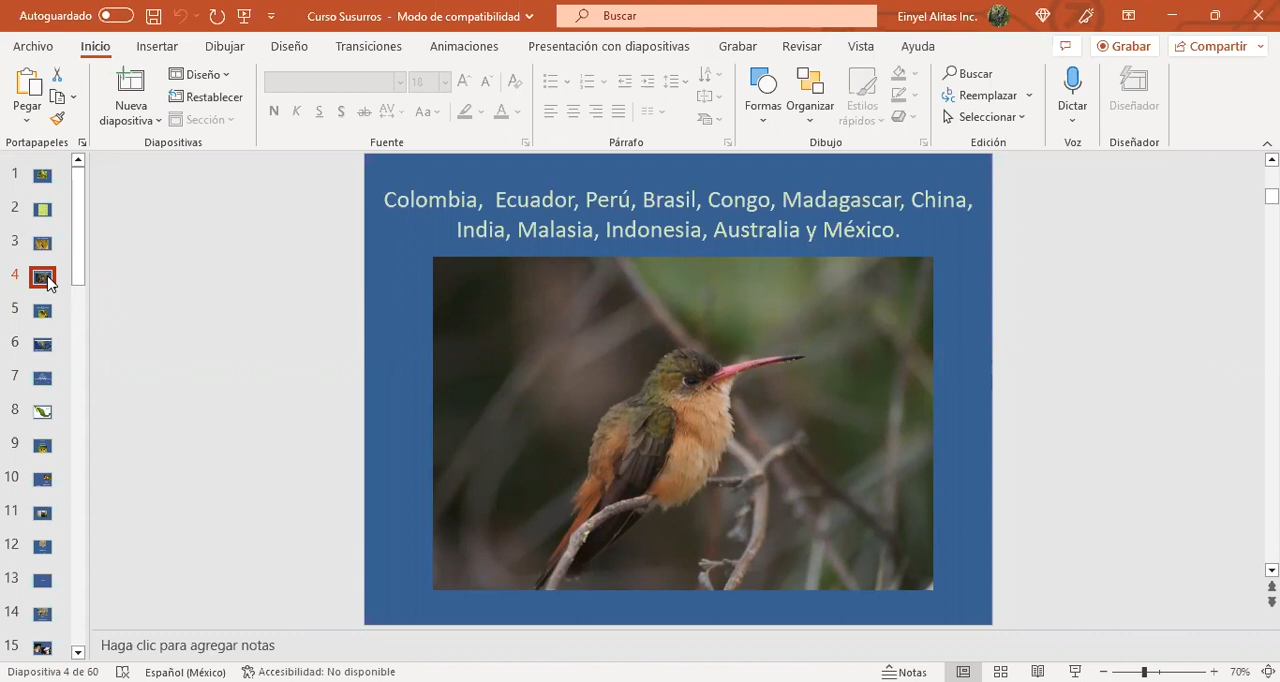 Autoguardado
Curso Susurros - Modo de compatibilidad
Buscar
Einyel Alitas Inc.
Archivo Inicio Insertar Dibujar Diseño Transiciones Animaciones Presentación con diapositivas Grabar Revisar Vista Ayuda
Grabar
Compartir
Pegar
Portapapeles
Nueva
diapositiva
Diseño
Restablecer
Sección
Diapositivas
18
N K S S ab AV Aa A
Fuente
Párrafo
Formas
Organizar
Estilos
rápidos
Dibujo
Buscar
Reemplazar
Seleccionar
Edición
Dictar
Voz
Diseñador
Diseñador
1
2
3
4
5
6
7
8
9
10
11
12
13
14
15
Colombia, Ecuador, Perú, Brasil, Congo, Madagascar, China,
India, Malasia, Indonesia, Australia y México.
Haga clic para agregar notas
Diapositiva 4 de 60
Español (México)
Accesibilidad: No disponible
Notas
70%